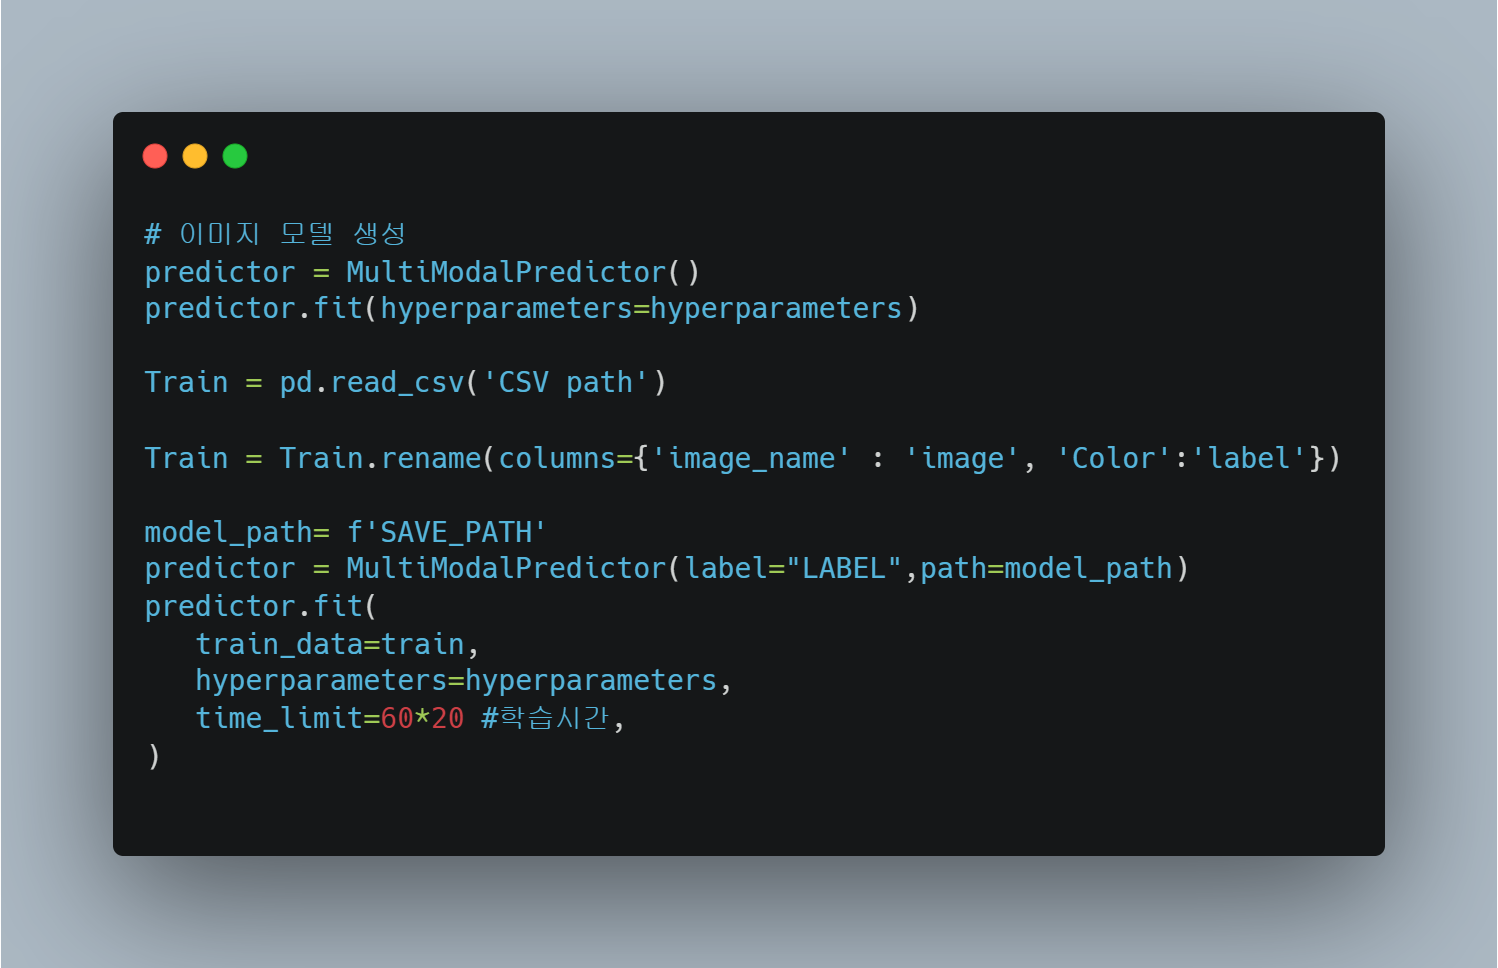 # 이미지 모델 생성
predictor = MultiModalPredictor()
predictor.fit(hyperparameters=hyperparameters)
Train = pd.read_csv('CSV path')
Train = Train.rename(columns={'image_name' : 'image', 'Color':'label'})
model_path= f'SAVE_PATH'
predictor = MultiModalPredictor(label="LABEL",path=model_path)
predictor.fit(
   train_data=train,
   hyperparameters=hyperparameters,
   time_limit=60*20 #학습시간,
)